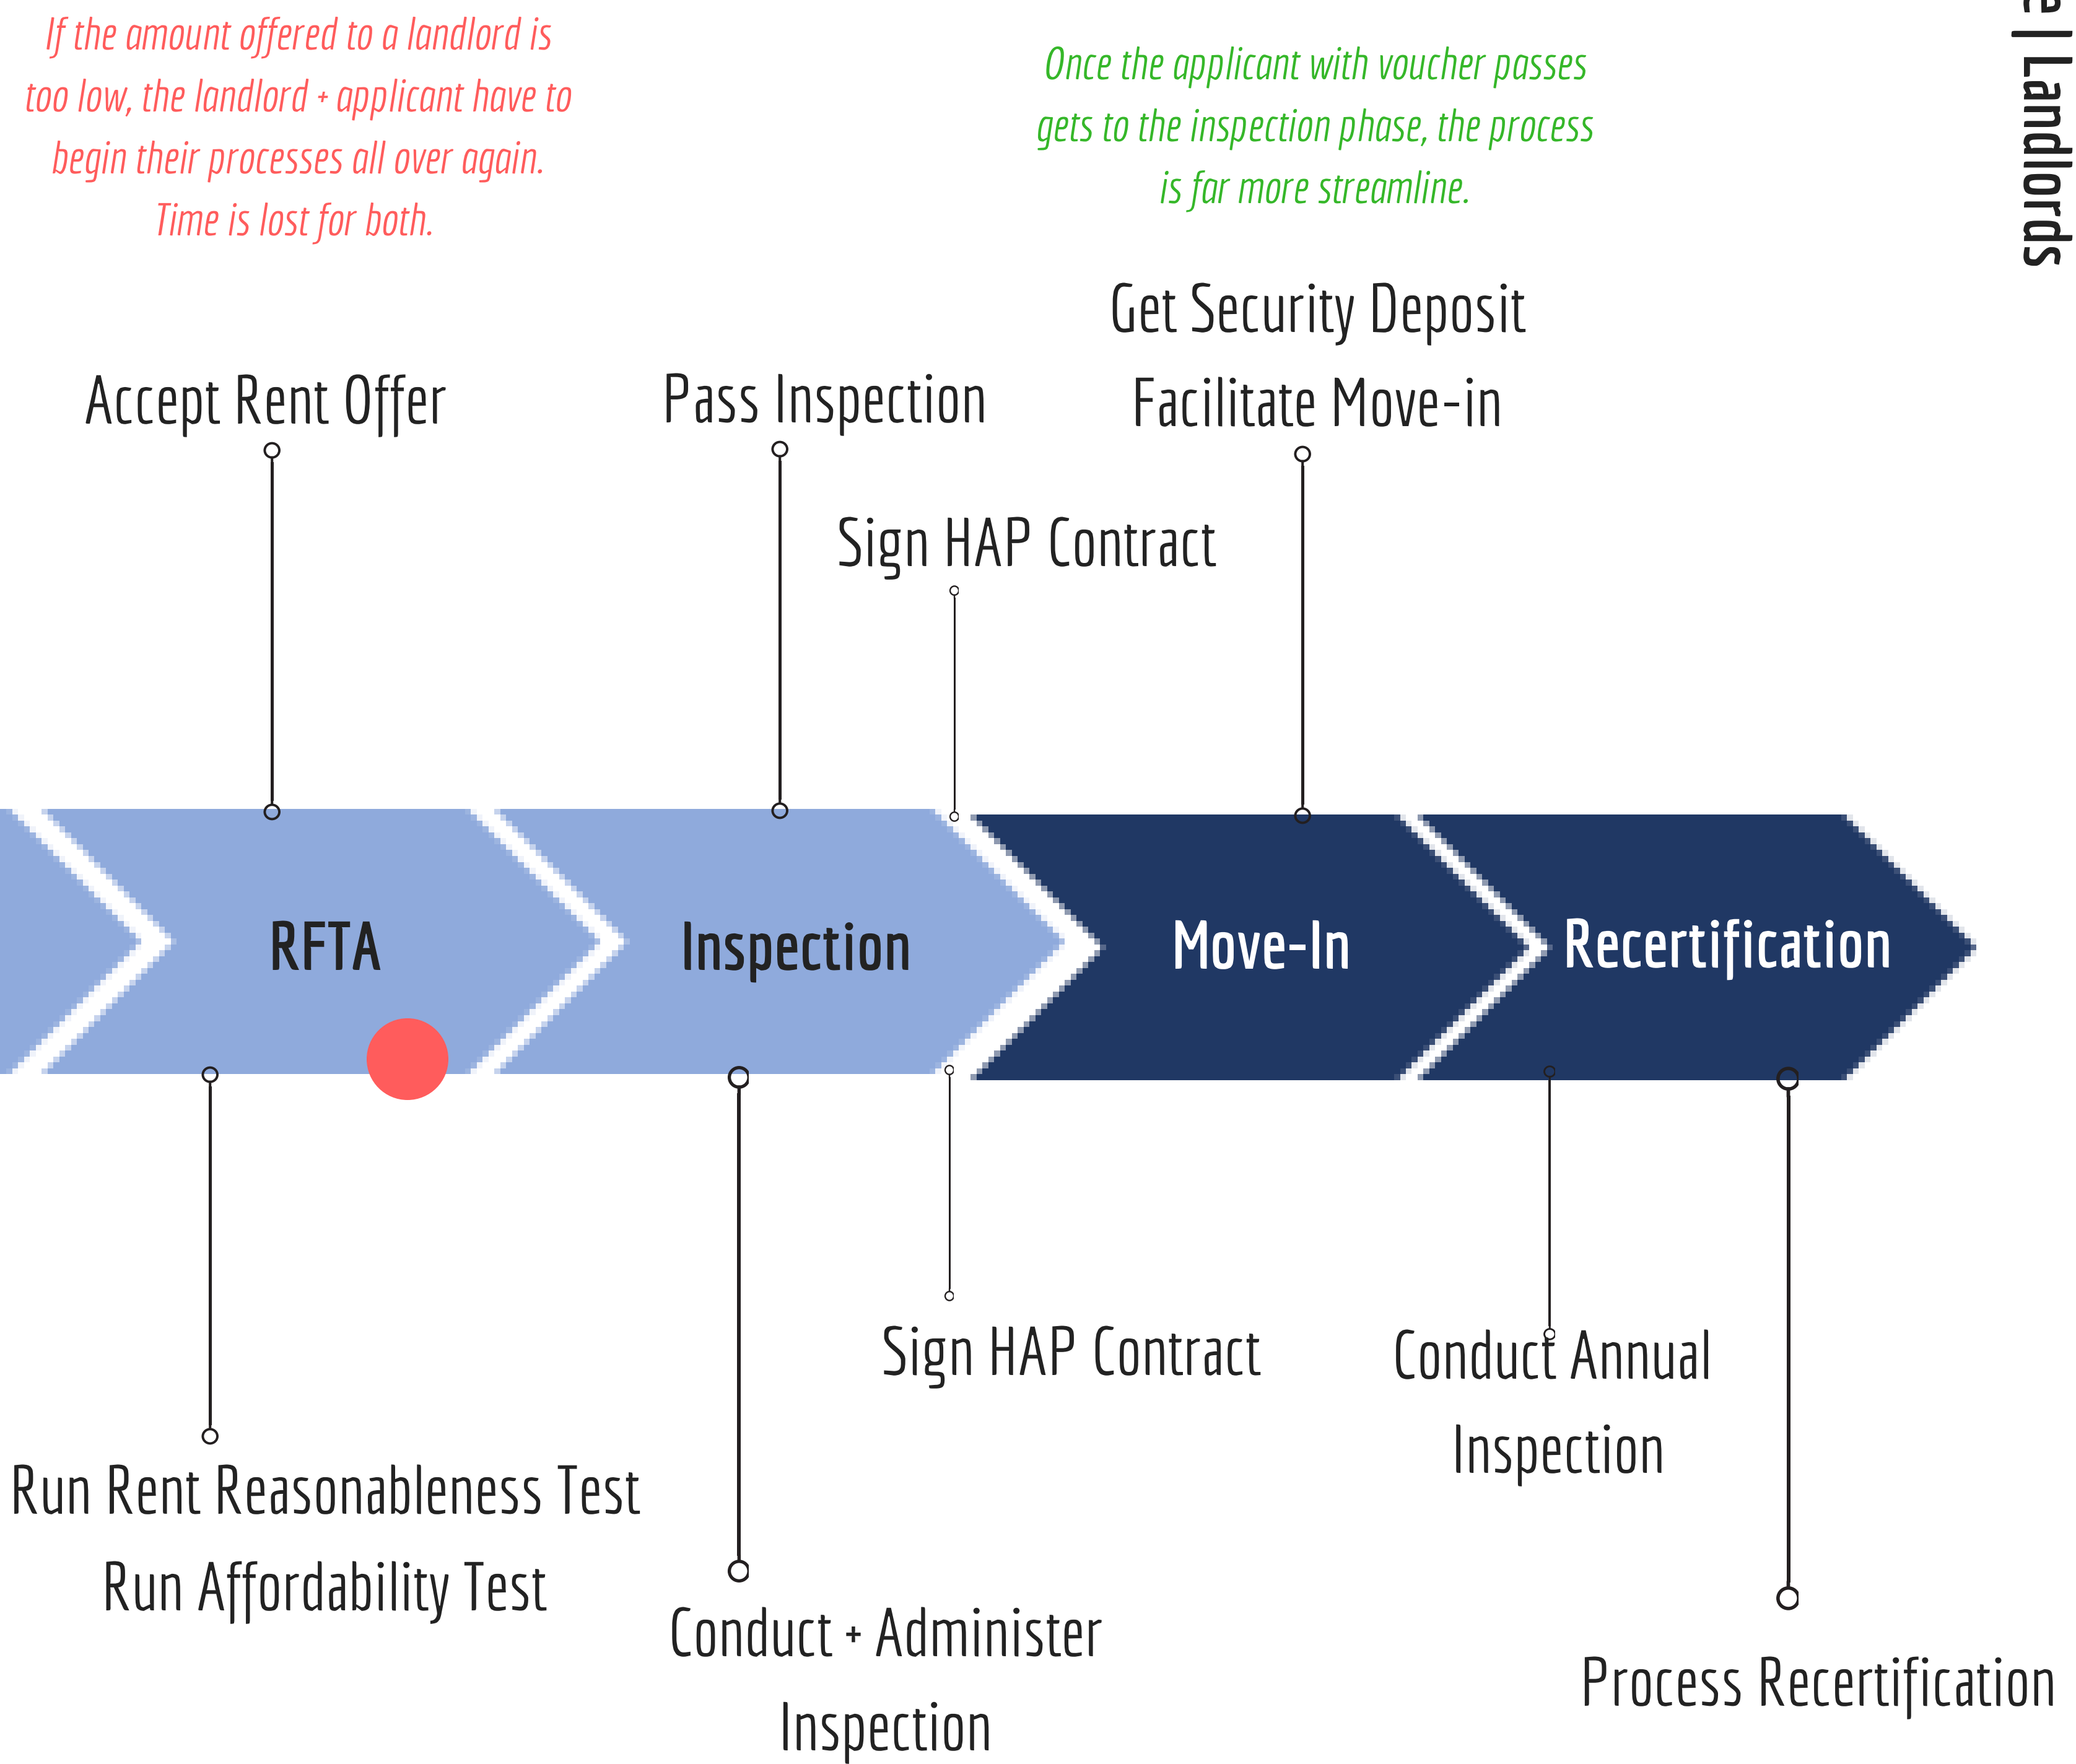 If the amount offered to a landlord is
too low, the landlord + applicant have to
begin their processes all over again.
Time is lost for both.
Once the applicant with voucher passes
gets to the inspection phase, the process
is far more streamline.
e | Landlords
Accept Rent Offer
Pass Inspection
Sign HAP Contract
Get Security Deposit
Facilitate Move-in
RFTA
Inspection
Move-In
Recertification
Run Rent Reasonableness Test
Run Affordability Test
Conduct + Administer
Inspection
Sign HAP Contract
Conduct Annual
Inspection
Process Recertification